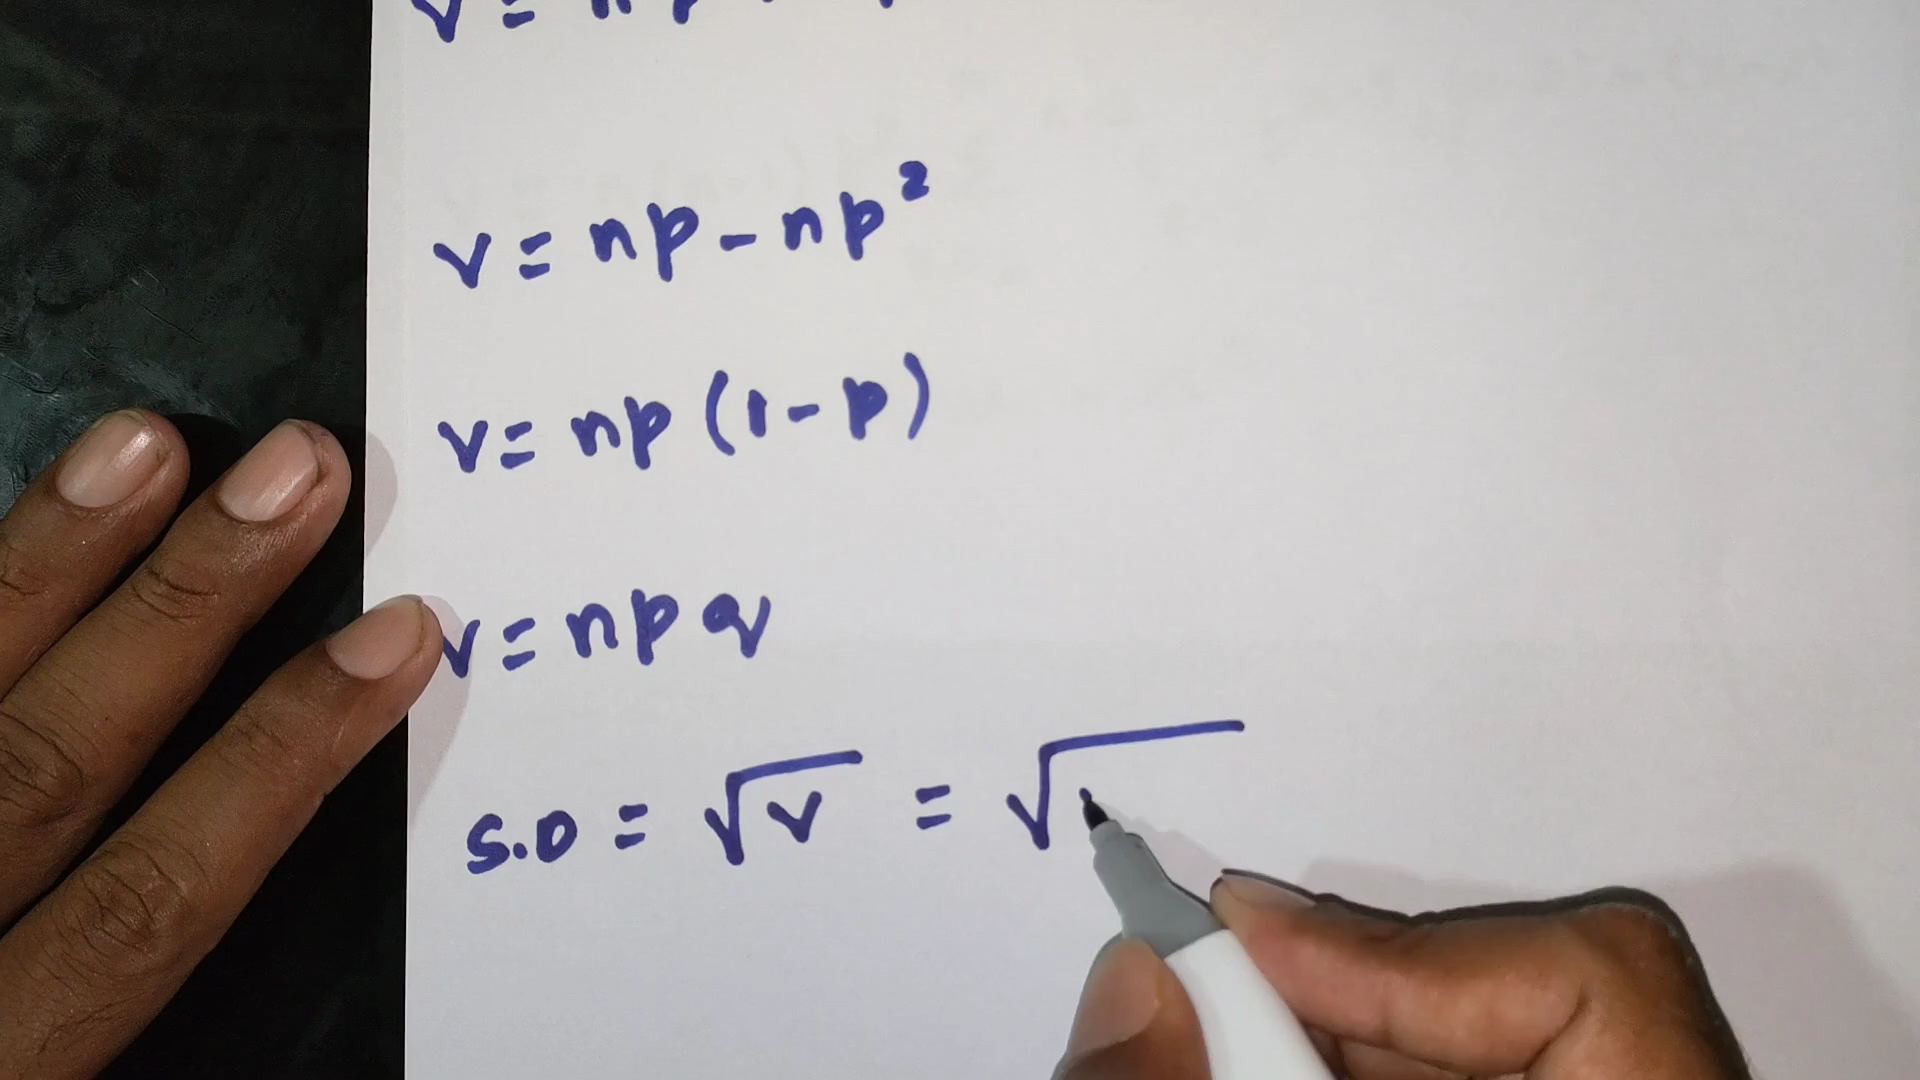 v = np - np²
v = np (1 - p)
v = npq
S.D = √v = √